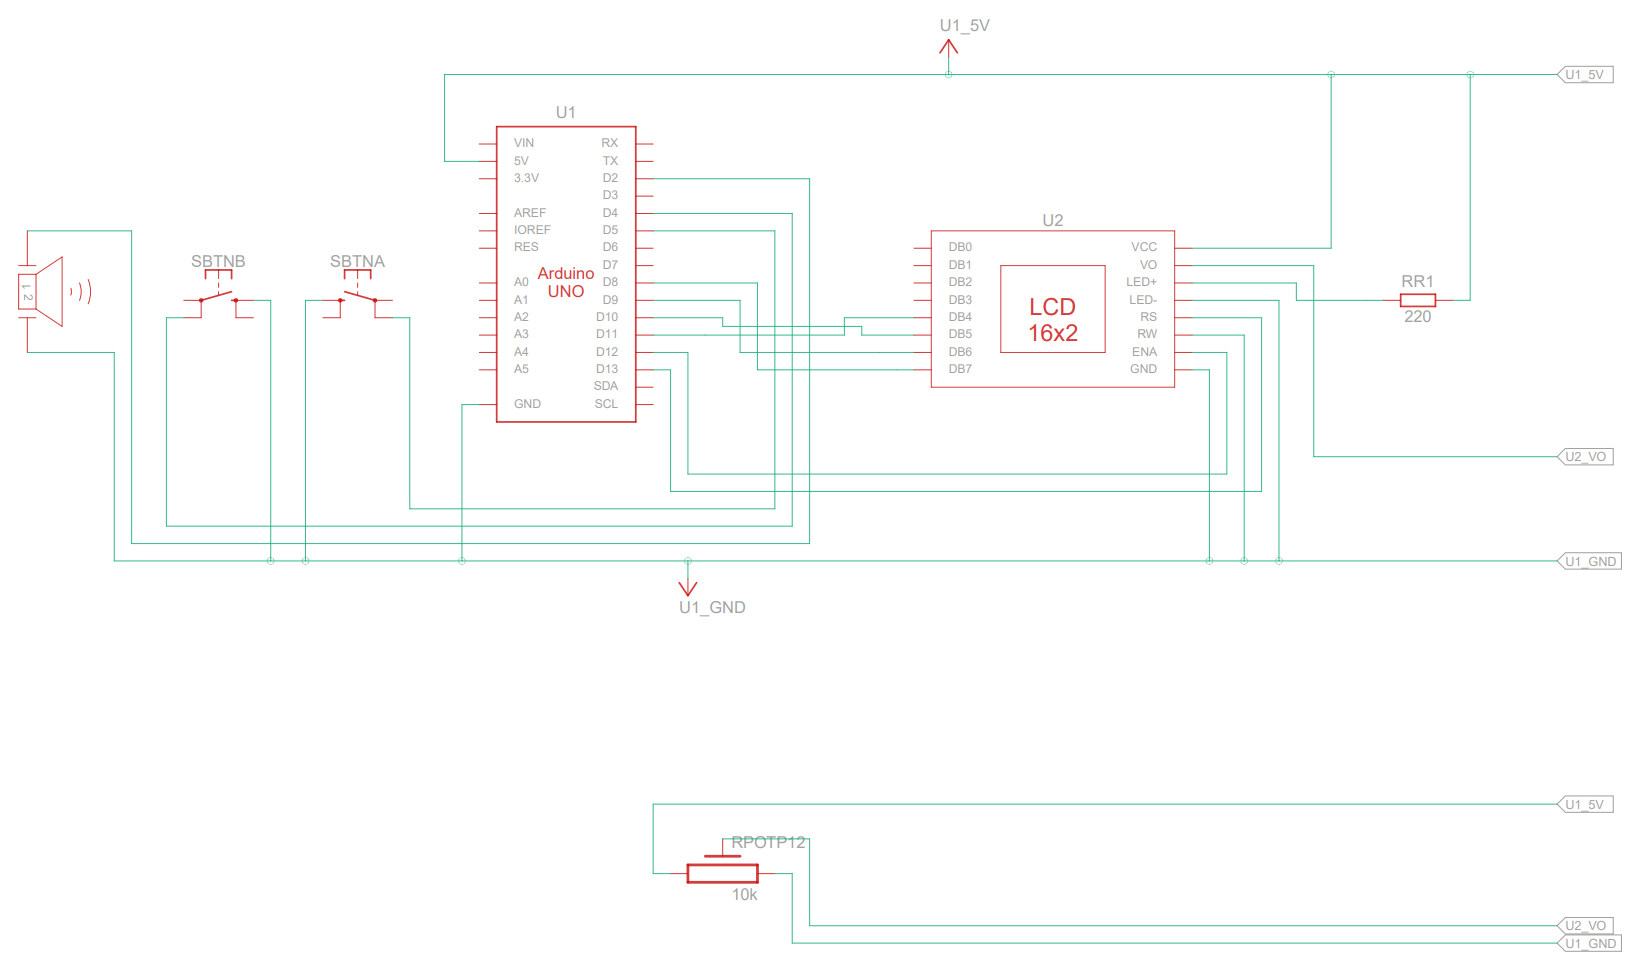 U1_5V
U1_5V
U1
VIN
RX
5V
TX
3.3V
D2
D3
AREF
D4
IOREF
D5
RES
D6
D7
A0
D8
A1
D9
A2
D10
A3
D11
A4
D12
A5
D13
SDA
GND
SCL
Arduino
UNO
SBTNB
SBTNA
1
2
U2
DB0
VCC
DB1
VO
DB2
LED+
DB3
LED-
DB4
RS
DB5
RW
DB6
ENA
DB7
GND
LCD
16x2
RR1
220
U2_VO
U1_GND
U1_GND
U1_5V
RPOTP12
10k
U2_VO
U1_GND